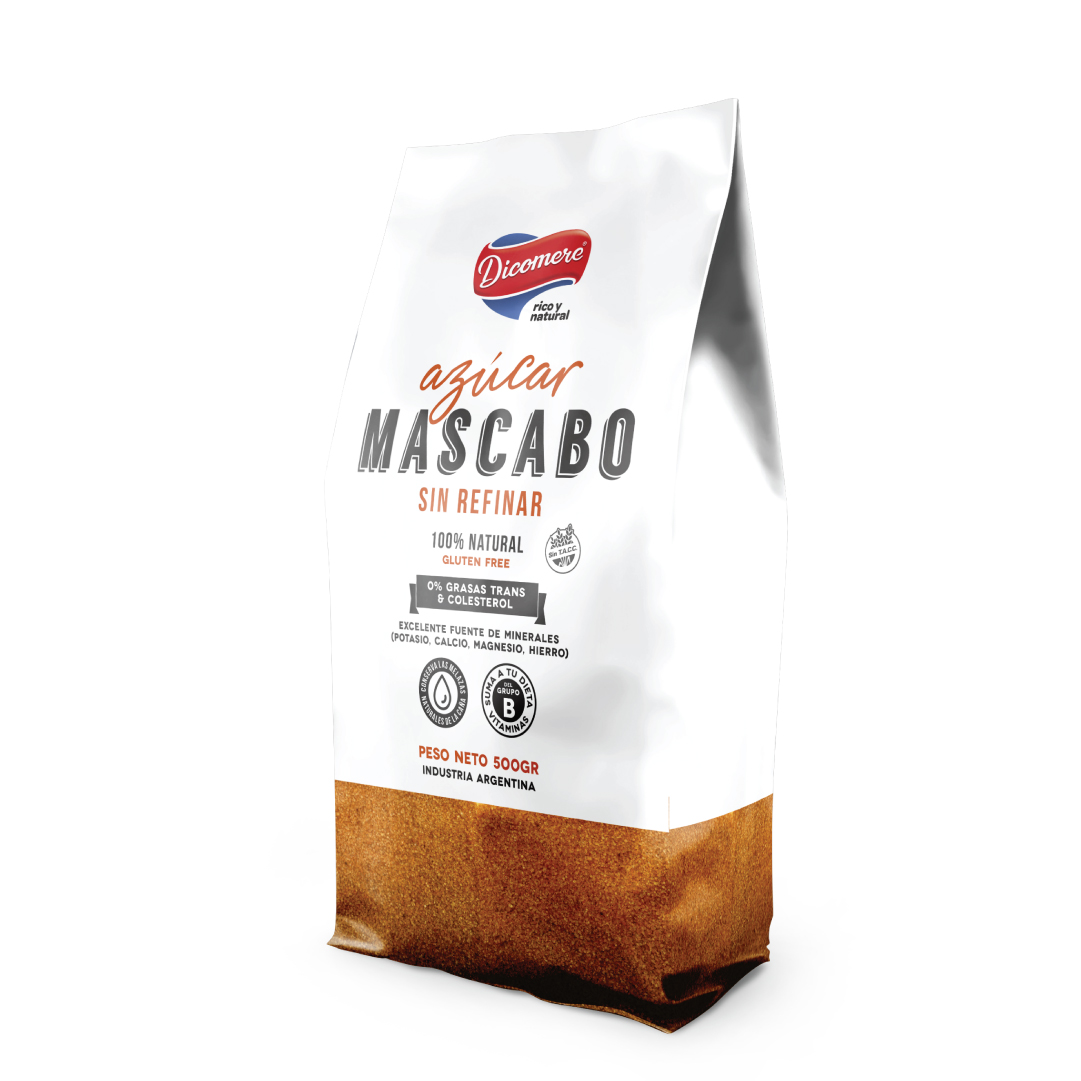 Dicomere®
rico y
natural
azúcar
MASCABO
SIN REFINAR
100% NATURAL
GLUTEN FREE
Sin T.A.C.C.
0% GRASAS TRANS
& COLESTEROL
EXCELENTE FUENTE DE MINERALES
(POTASIO, CALCIO, MAGNESIO, HIERRO)
CONSERVA LAS MELAZAS
NATURALES DE LA CAÑA
SUMA A TU DIETA
DEL
GRUPO
B
VITAMINAS
PESO NETO 500GR
INDUSTRIA ARGENTINA